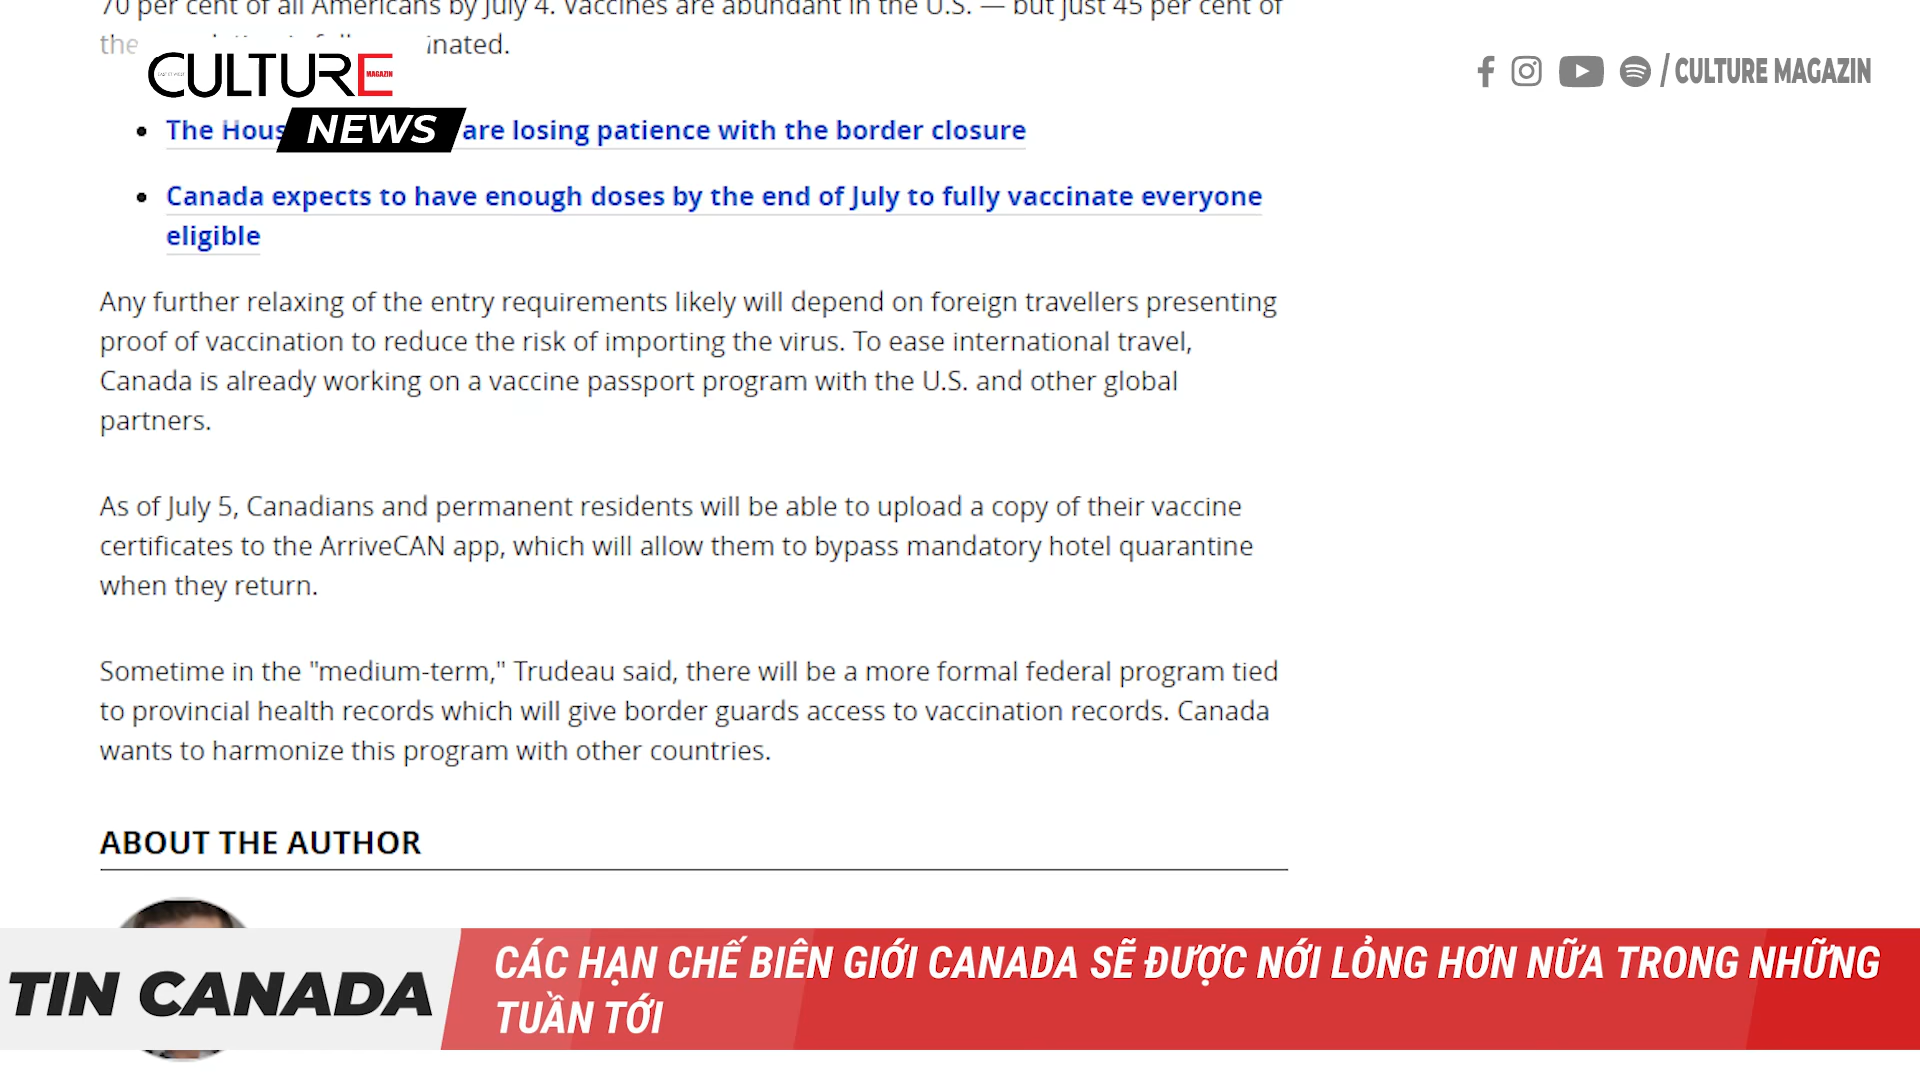 70 per cent of all Americans by July 4. Vaccines are abundant in the U.S. — but just 45 per cent of
the inated.
CULTURE
MAGAZIN
NEWS
/ CULTURE MAGAZIN
The Hous are losing patience with the border closure
Canada expects to have enough doses by the end of July to fully vaccinate everyone
eligible
Any further relaxing of the entry requirements likely will depend on foreign travellers presenting
proof of vaccination to reduce the risk of importing the virus. To ease international travel,
Canada is already working on a vaccine passport program with the U.S. and other global
partners.
As of July 5, Canadians and permanent residents will be able to upload a copy of their vaccine
certificates to the ArriveCAN app, which will allow them to bypass mandatory hotel quarantine
when they return.
Sometime in the "medium-term," Trudeau said, there will be a more formal federal program tied
to provincial health records which will give border guards access to vaccination records. Canada
wants to harmonize this program with other countries.
ABOUT THE AUTHOR
TIN CANADA
CÁC HẠN CHẾ BIÊN GIỚI CANADA SẼ ĐƯỢC NỚI LỎNG HƠN NỮA TRONG NHỮNG
TUẦN TỚI